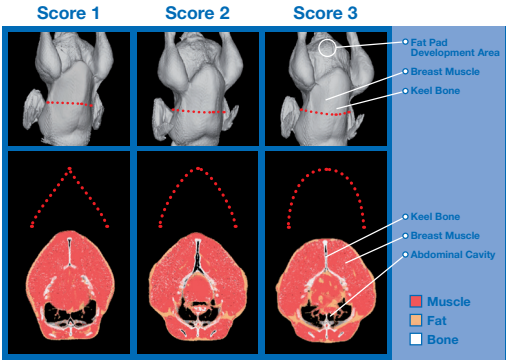 Score 1
Score 2
Score 3
Fat Pad
Development Area
Breast Muscle
Keel Bone
Keel Bone
Breast Muscle
Abdominal Cavity
Muscle
Fat
Bone